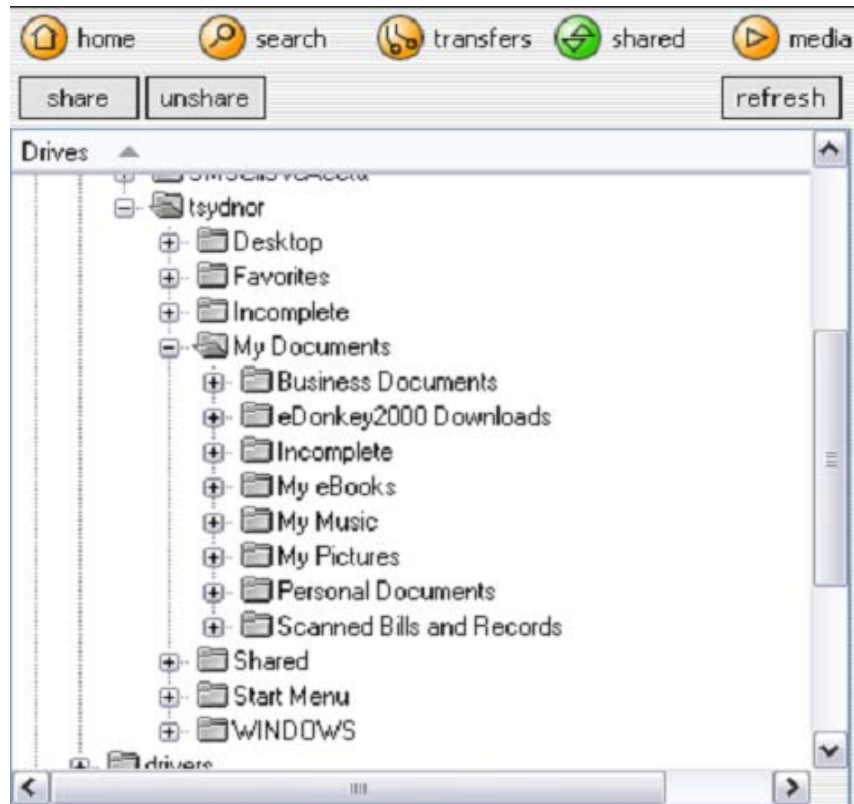 home search transfers shared media
share unshare refresh
Drives
tsydnor
Desktop
Favorites
Incomplete
My Documents
Business Documents
eDonkey2000 Downloads
Incomplete
My eBooks
My Music
My Pictures
Personal Documents
Scanned Bills and Records
Shared
Start Menu
WINDOWS
drivers